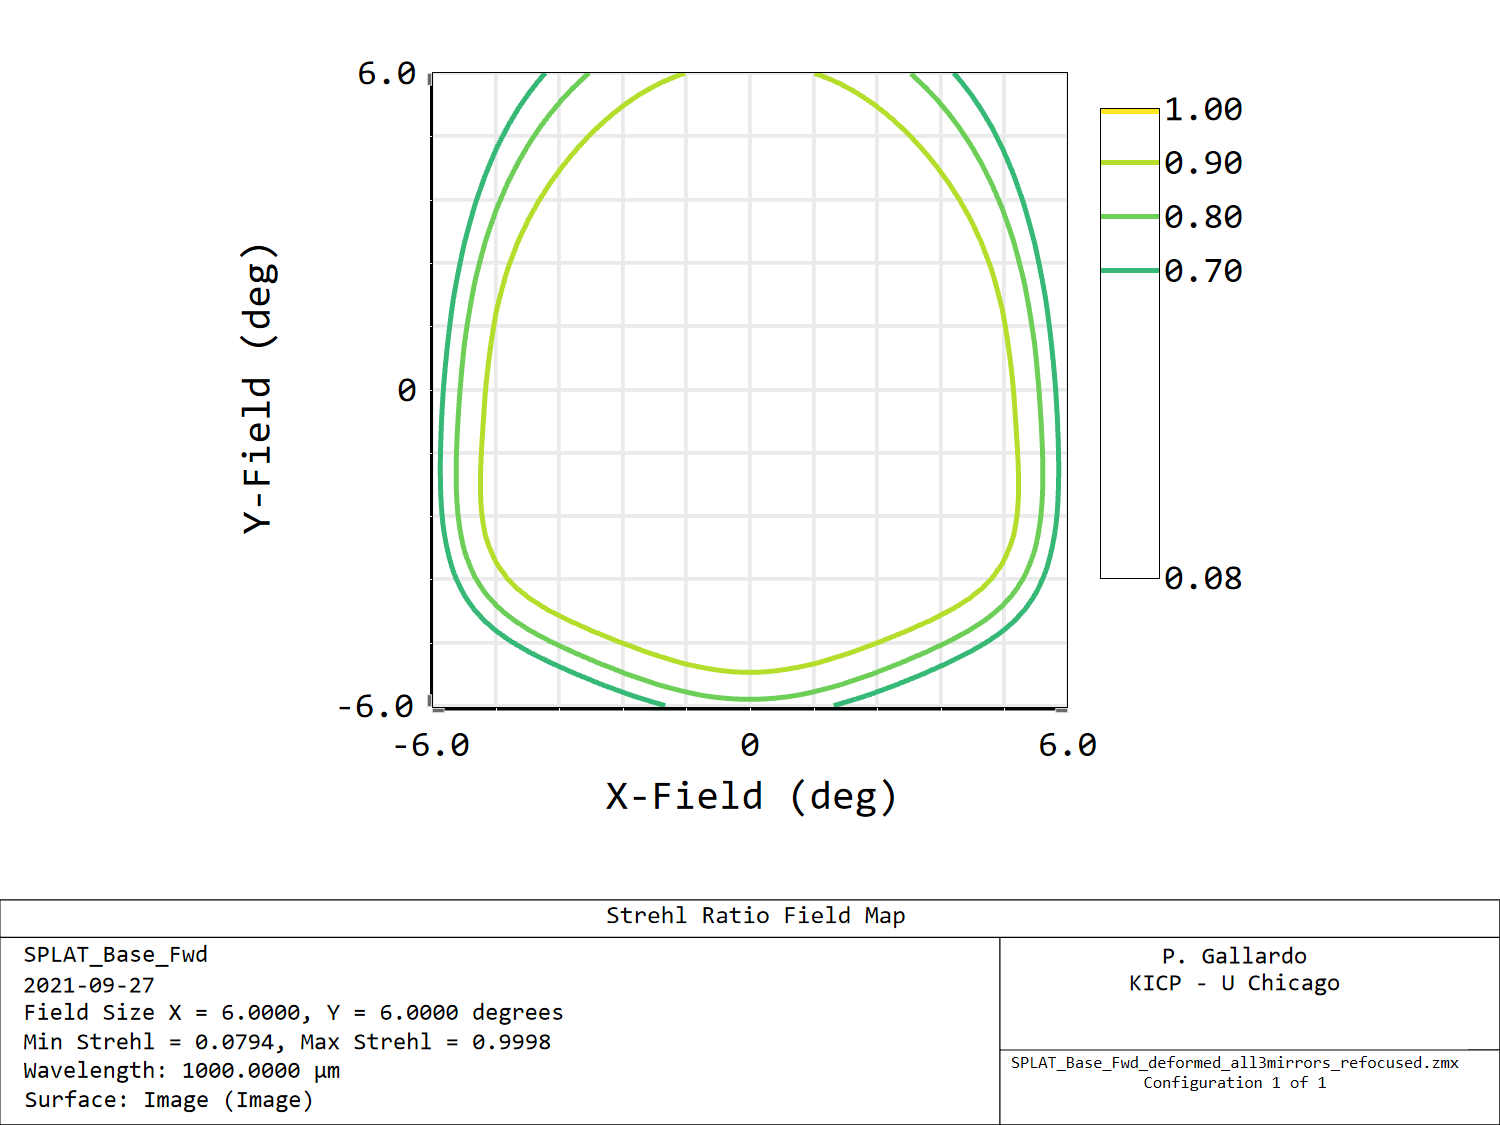 6.0
0
-6.0
Y-Field (deg)
-6.0 0 6.0
X-Field (deg)
1.00
0.90
0.80
0.70
0.08
Strehl Ratio Field Map
SPLAT_Base_Fwd
2021-09-27
Field Size X = 6.0000, Y = 6.0000 degrees
Min Strehl = 0.0794, Max Strehl = 0.9998
Wavelength: 1000.0000 µm
Surface: Image (Image)
P. Gallardo
KICP - U Chicago
SPLAT_Base_Fwd_deformed_all3mirrors_refocused.zmx
Configuration 1 of 1